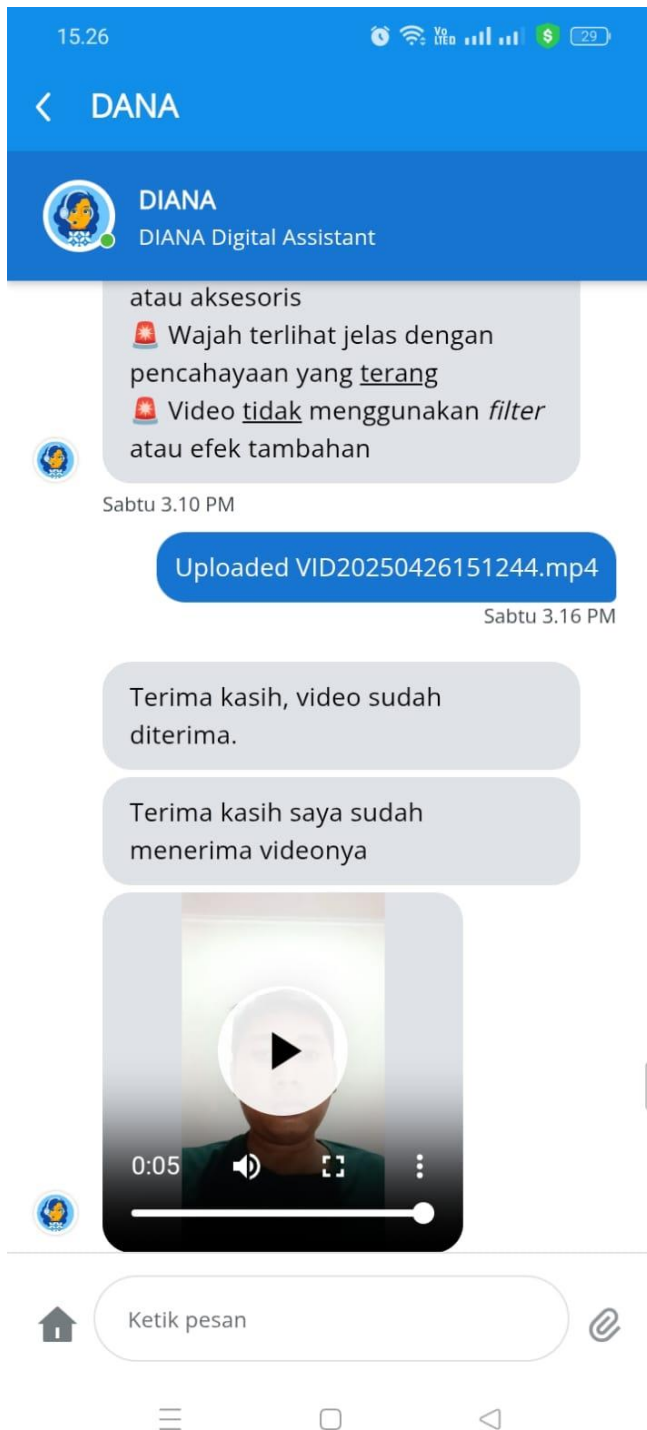 15.26
Vo LTED
$
29
DANA
DIANA
DIANA Digital Assistant
atau aksesoris
🚨 Wajah terlihat jelas dengan
pencahayaan yang terang
🚨 Video tidak menggunakan filter
atau efek tambahan
Sabtu 3.10 PM
Uploaded VID20250426151244.mp4
Sabtu 3.16 PM
Terima kasih, video sudah
diterima.
Terima kasih saya sudah
menerima videonya
0:05
Ketik pesan